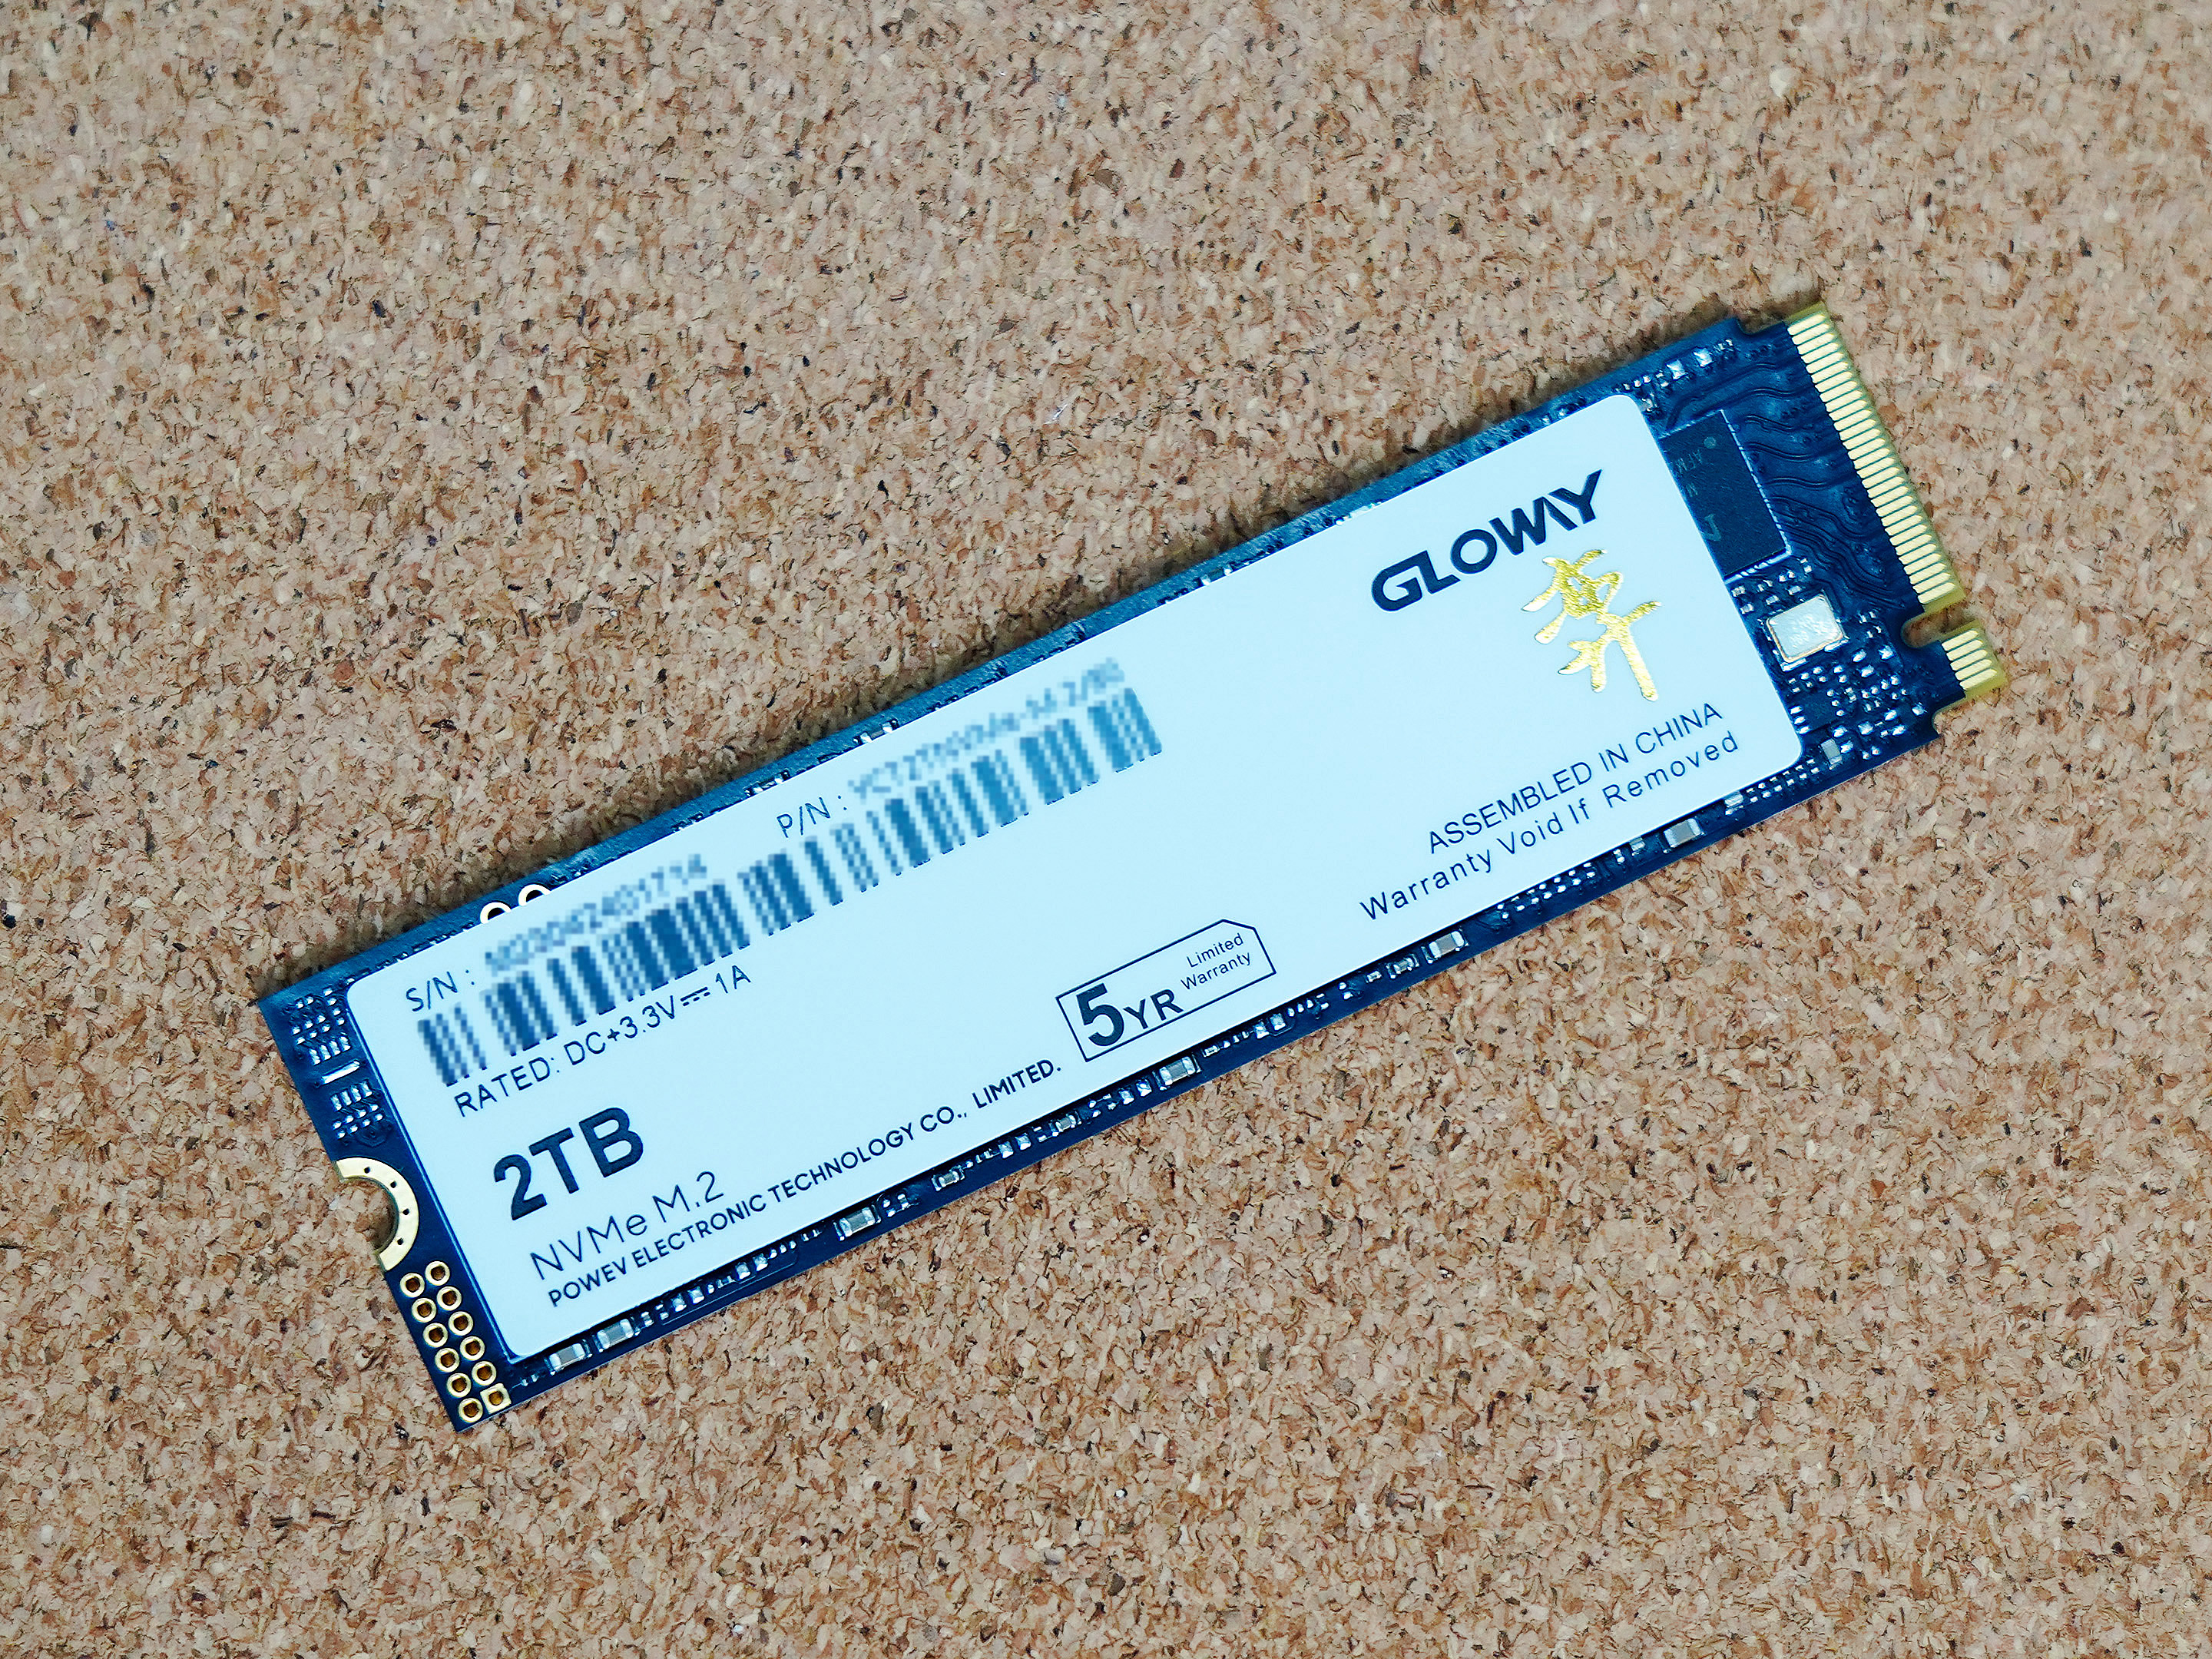 GLOWAY
弈
S/N :
P/N :
RATED: DC+3.3V⎓1A
2TB
NVMe M.2
POWEV ELECTRONIC TECHNOLOGY CO., LIMITED.
5YR
Limited
Warranty
ASSEMBLED IN CHINA
Warranty Void If Removed